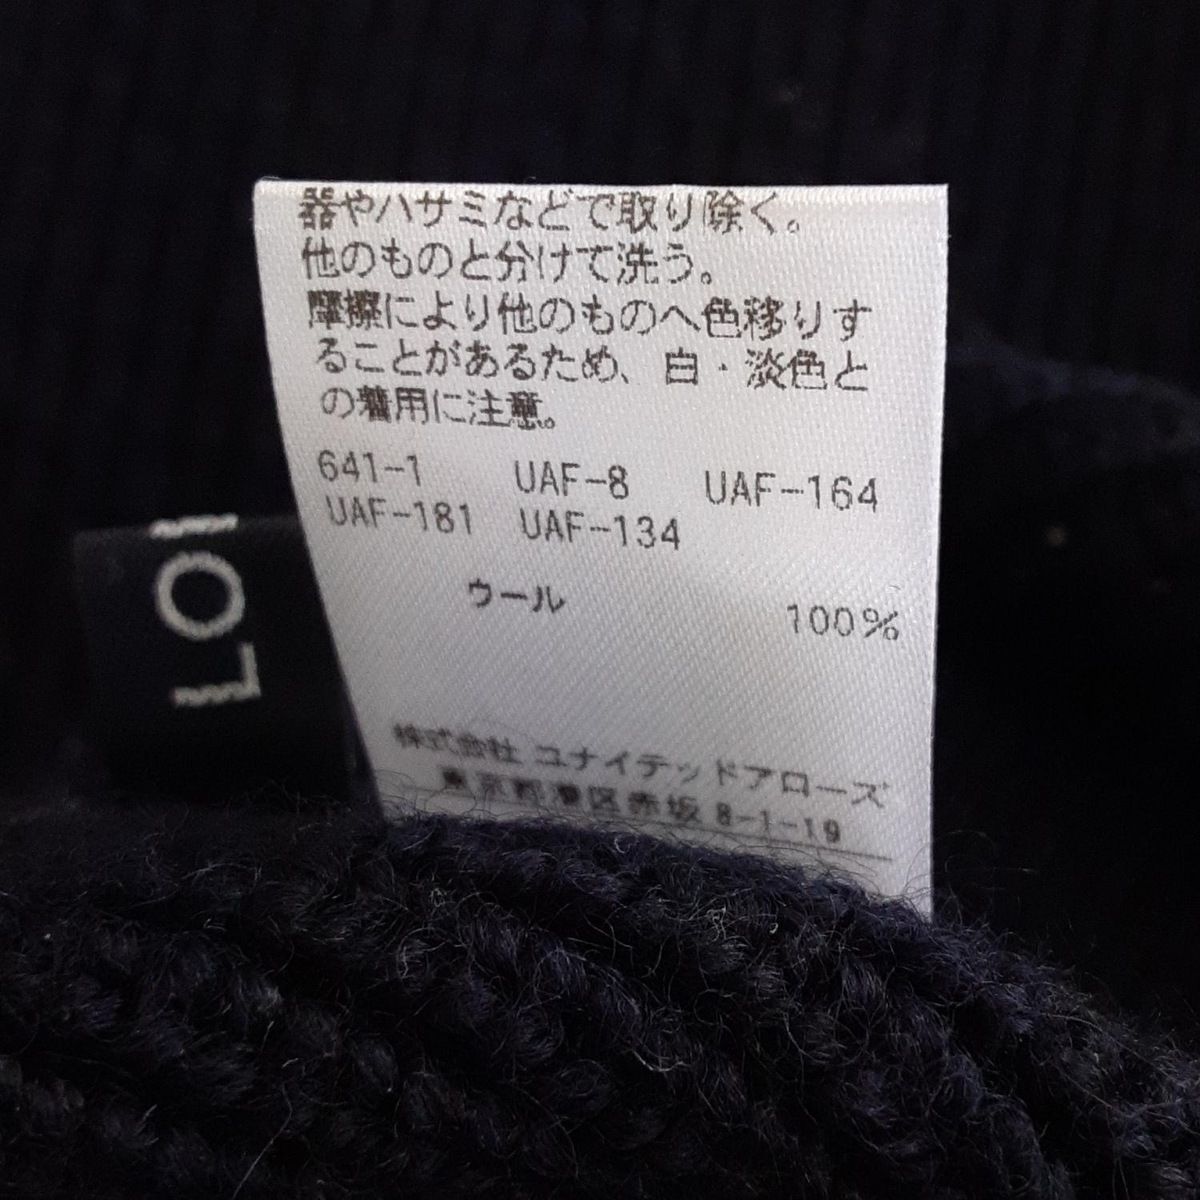 器やハサミなどで取り除く。
他のものと分けて洗う。
摩擦により他のものへ色移りす
ることがあるため、白・淡色と
の着用に注意。
641-1 UAF-8 UAF-164
UAF-181 UAF-134
ウール 100%
株式会社 ユナイテッドアローズ
東京都港区赤坂 8-1-19
LO